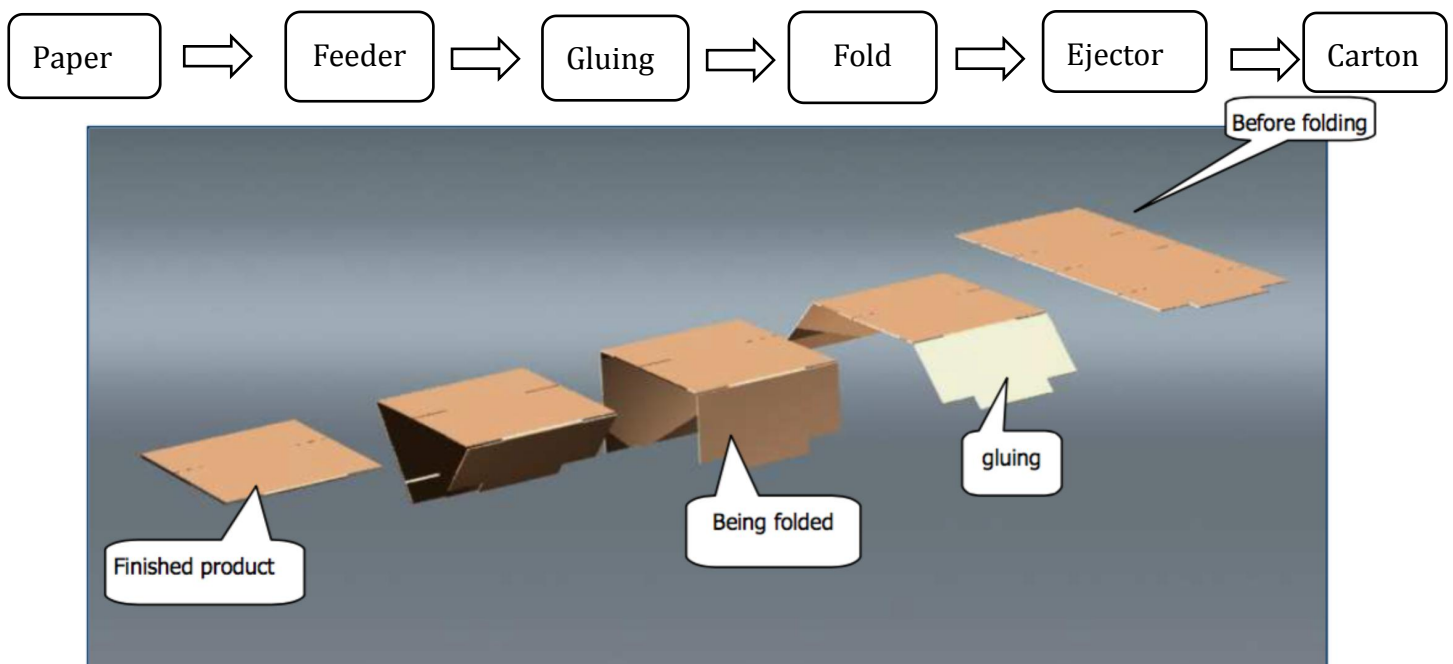 Paper
Feeder
Gluing
Fold
Ejector
Carton
Before folding
gluing
Being folded
Finished product